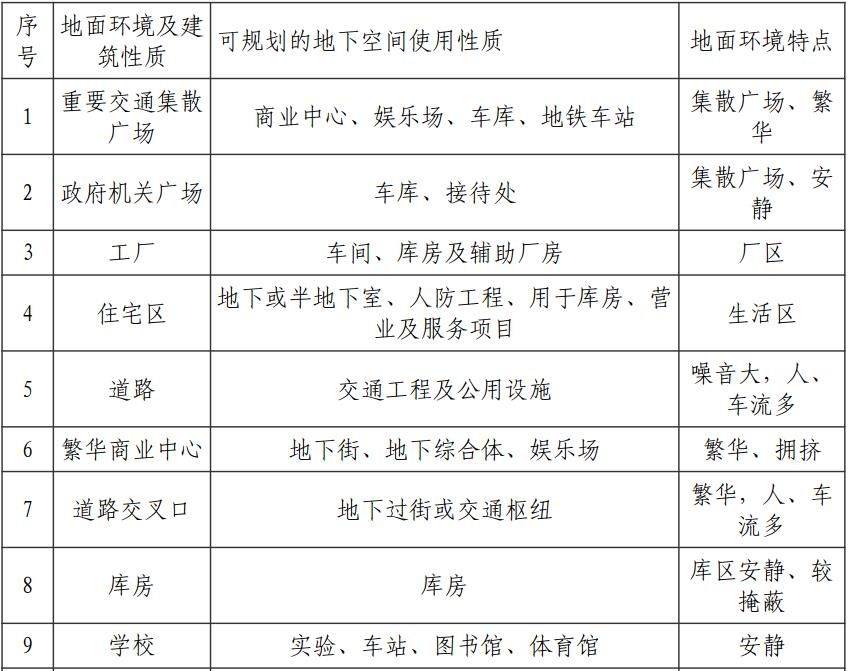 序号
地面环境及建筑性质
可规划的地下空间使用性质
地面环境特点
1
重要交通集散广场
商业中心、娱乐场、车库、地铁车站
集散广场、繁华
2
政府机关广场
车库、接待处
集散广场、安静
3
工厂
车间、库房及辅助厂房
厂区
4
住宅区
地下或半地下室、人防工程、用于库房、营业及服务项目
生活区
5
道路
交通工程及公用设施
噪音大，人、车流多
6
繁华商业中心
地下街、地下综合体、娱乐场
繁华、拥挤
7
道路交叉口
地下过街或交通枢纽
繁华，人、车流多
8
库房
库房
库区安静、较掩蔽
9
学校
实验、车站、图书馆、体育馆
安静